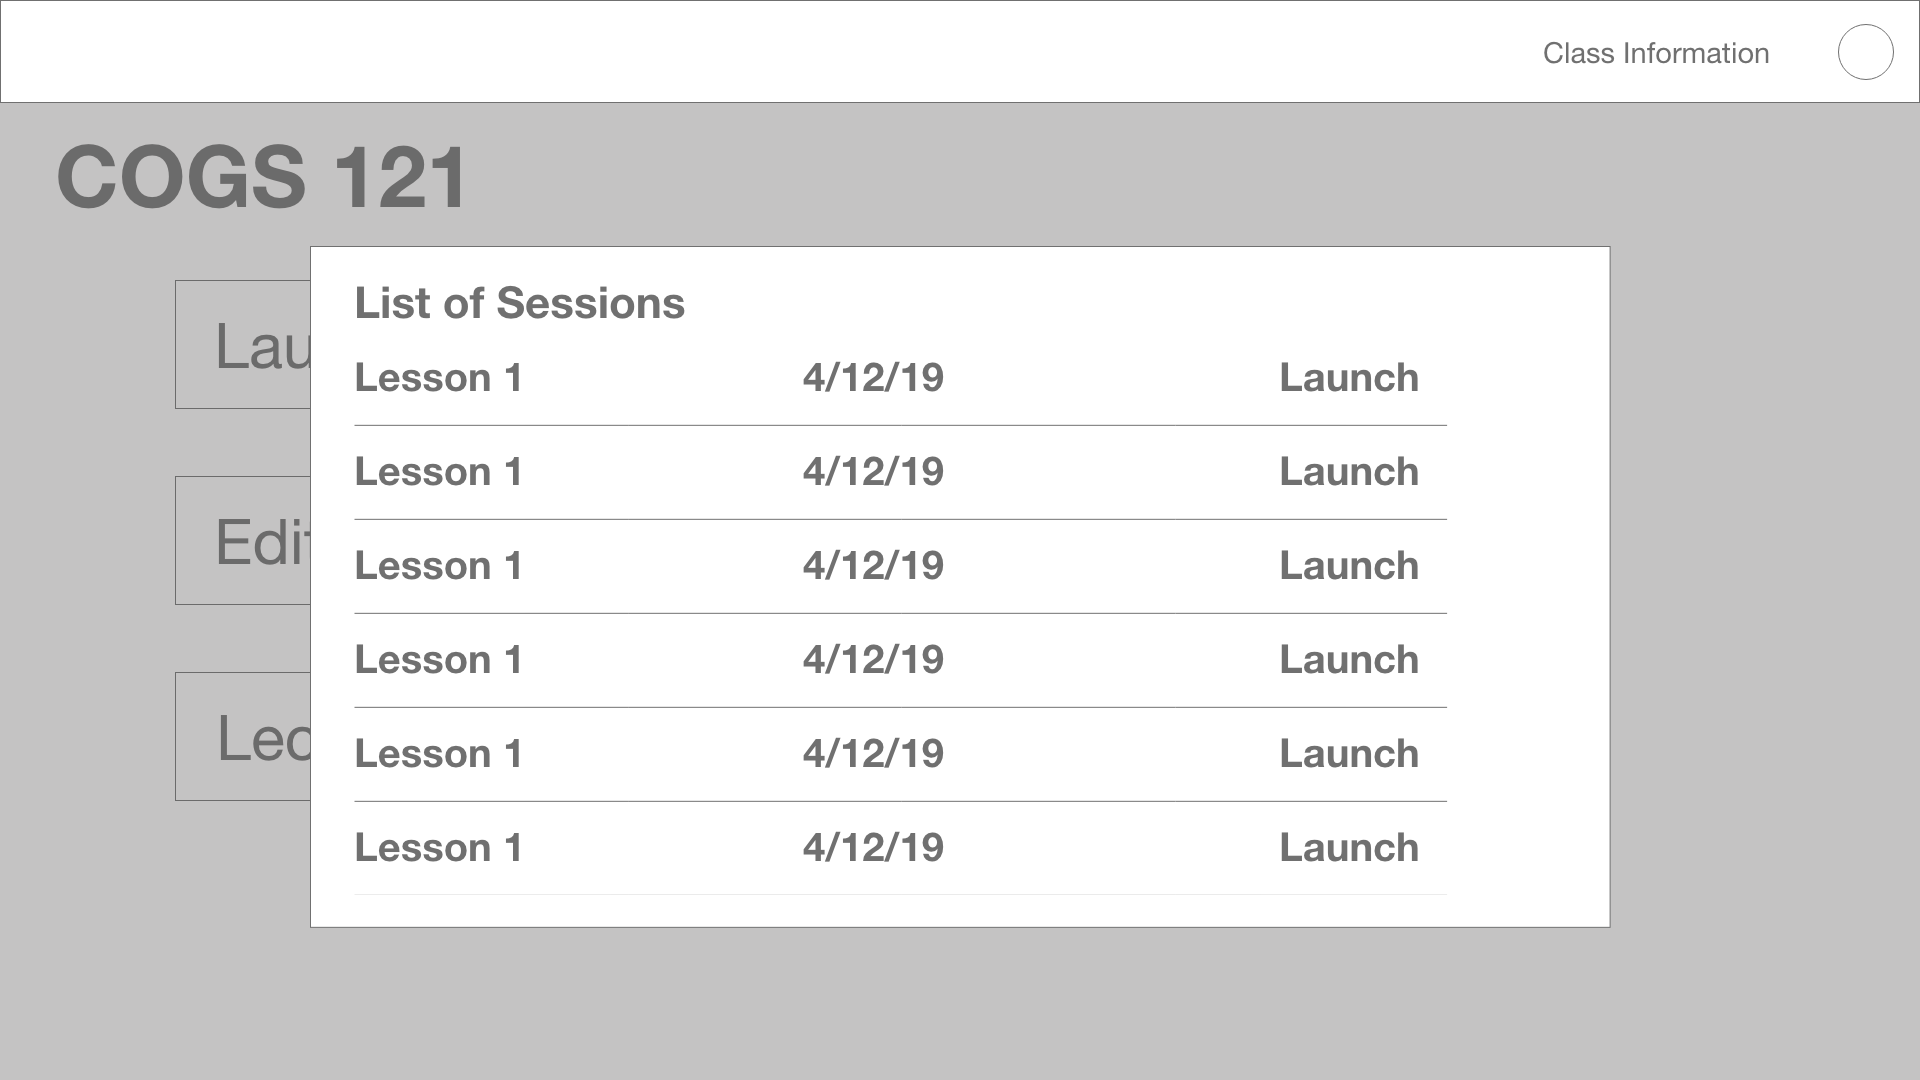 Class Information
COGS 121
Lau
Edit
Lec
List of Sessions
Lesson 1 4/12/19 Launch
Lesson 1 4/12/19 Launch
Lesson 1 4/12/19 Launch
Lesson 1 4/12/19 Launch
Lesson 1 4/12/19 Launch
Lesson 1 4/12/19 Launch